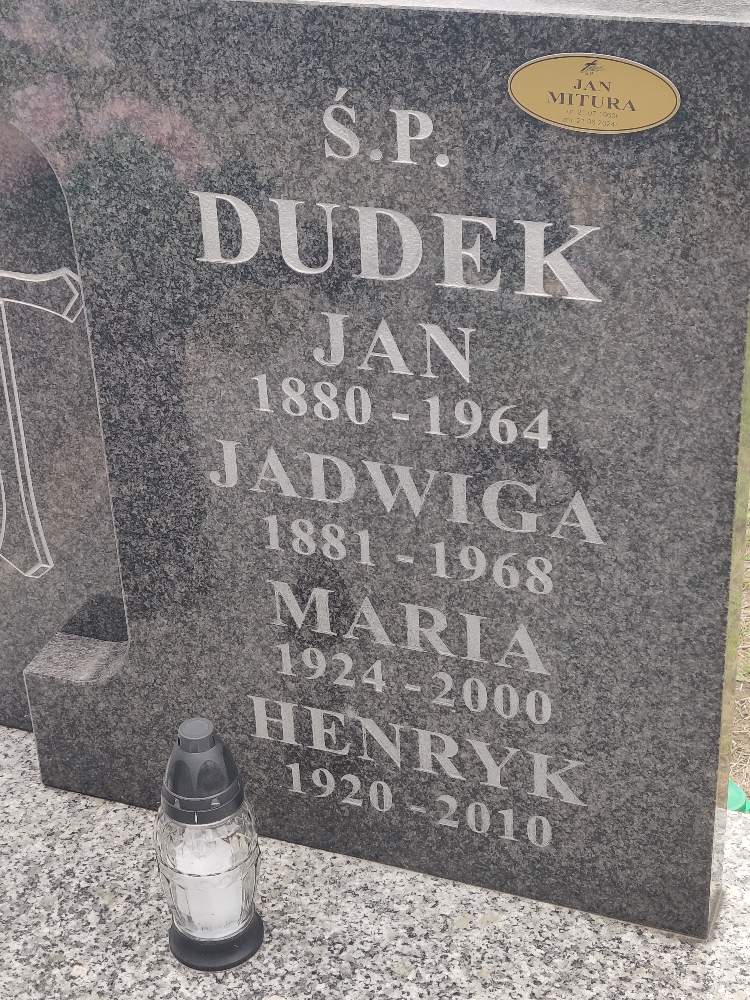 JAN
MITURA
Ś.P.
DUDEK
JAN
1880 - 1964
JADWIGA
1881 - 1968
MARIA
1924 - 2000
HENRYK
1920 - 2010